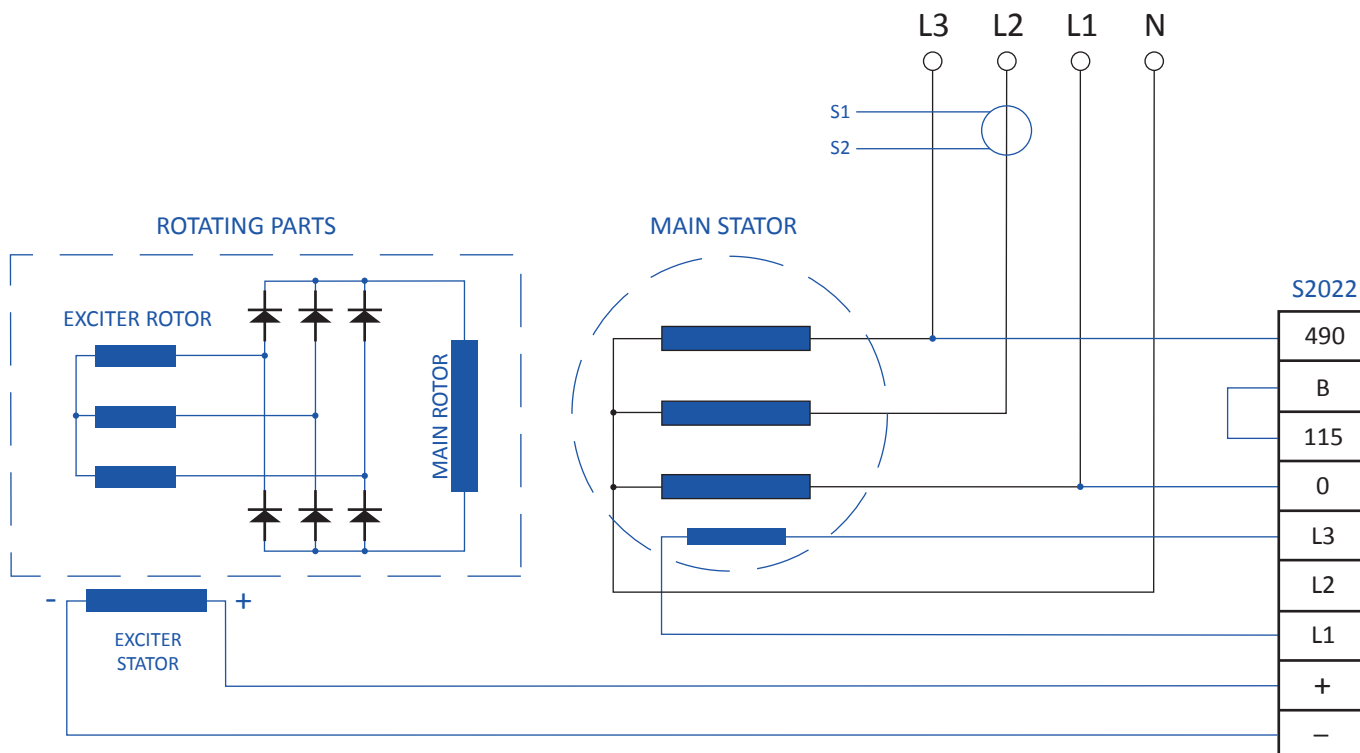 L3 L2 L1 N
S1
S2
ROTATING PARTS
MAIN STATOR
EXCITER ROTOR
MAIN ROTOR
S2022
490
B
115
0
L3
L2
L1
+
–
- +
EXCITER
STATOR